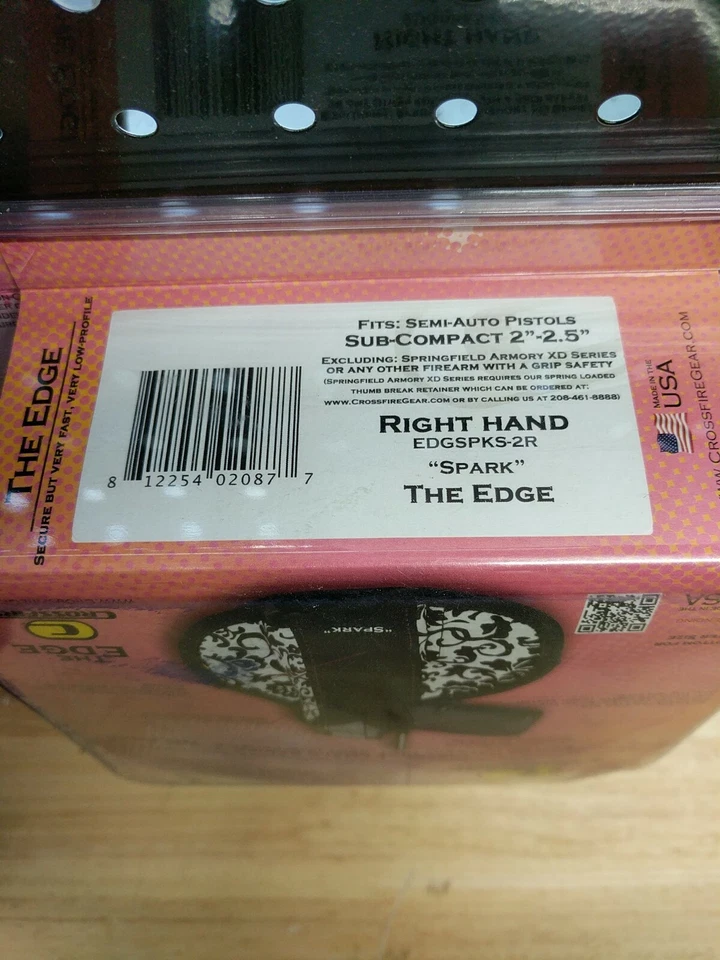 THE EDGE
SECURE BUT VERY FAST, VERY LOW-PROFILE
FITS: SEMI-AUTO PISTOLS
SUB-COMPACT 2"-2.5"
EXCLUDING: SPRINGFIELD ARMORY XD SERIES
OR ANY OTHER FIREARM WITH A GRIP SAFETY
(SPRINGFIELD ARMORY XD SERIES REQUIRES OUR SPRING LOADED
THUMB BREAK RETAINER WHICH CAN BE ORDERED AT:
WWW.CROSSFIREGEAR.COM OR BY CALLING US AT 208-461-8888)
RIGHT HAND
EDGSPKS-2R
“SPARK”
THE EDGE
8 12254 02087 7
MADE IN THE
USA
WWW.CROSSFIREGEAR.COM
"SPARK"
THE
EDGE